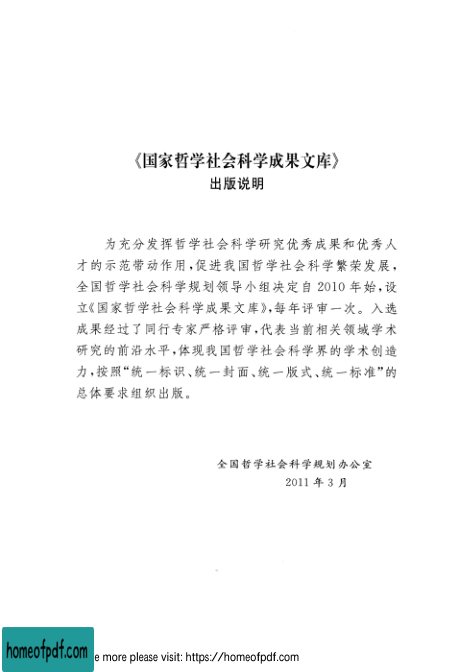 《国家哲学社会科学成果文库》
出版说明
为充分发挥哲学社会科学研究优秀成果和优秀人
才的示范带动作用,促进我国哲学社会科学繁荣发展,
全国哲学社会科学规划领导小组决定自 2010 年始,设
立《国家哲学社会科学成果文库》,每年评审一次。入选
成果经过了同行专家严格评审,代表当前相关领域学术
研究的前沿水平,体现我国哲学社会科学界的学术创造
力,按照“统一标识、统一封面、统一版式、统一标准”的
总体要求组织出版。
全国哲学社会科学规划办公室
2011 年 3 月
homeofpdf.com
more please visit: https://homeofpdf.com